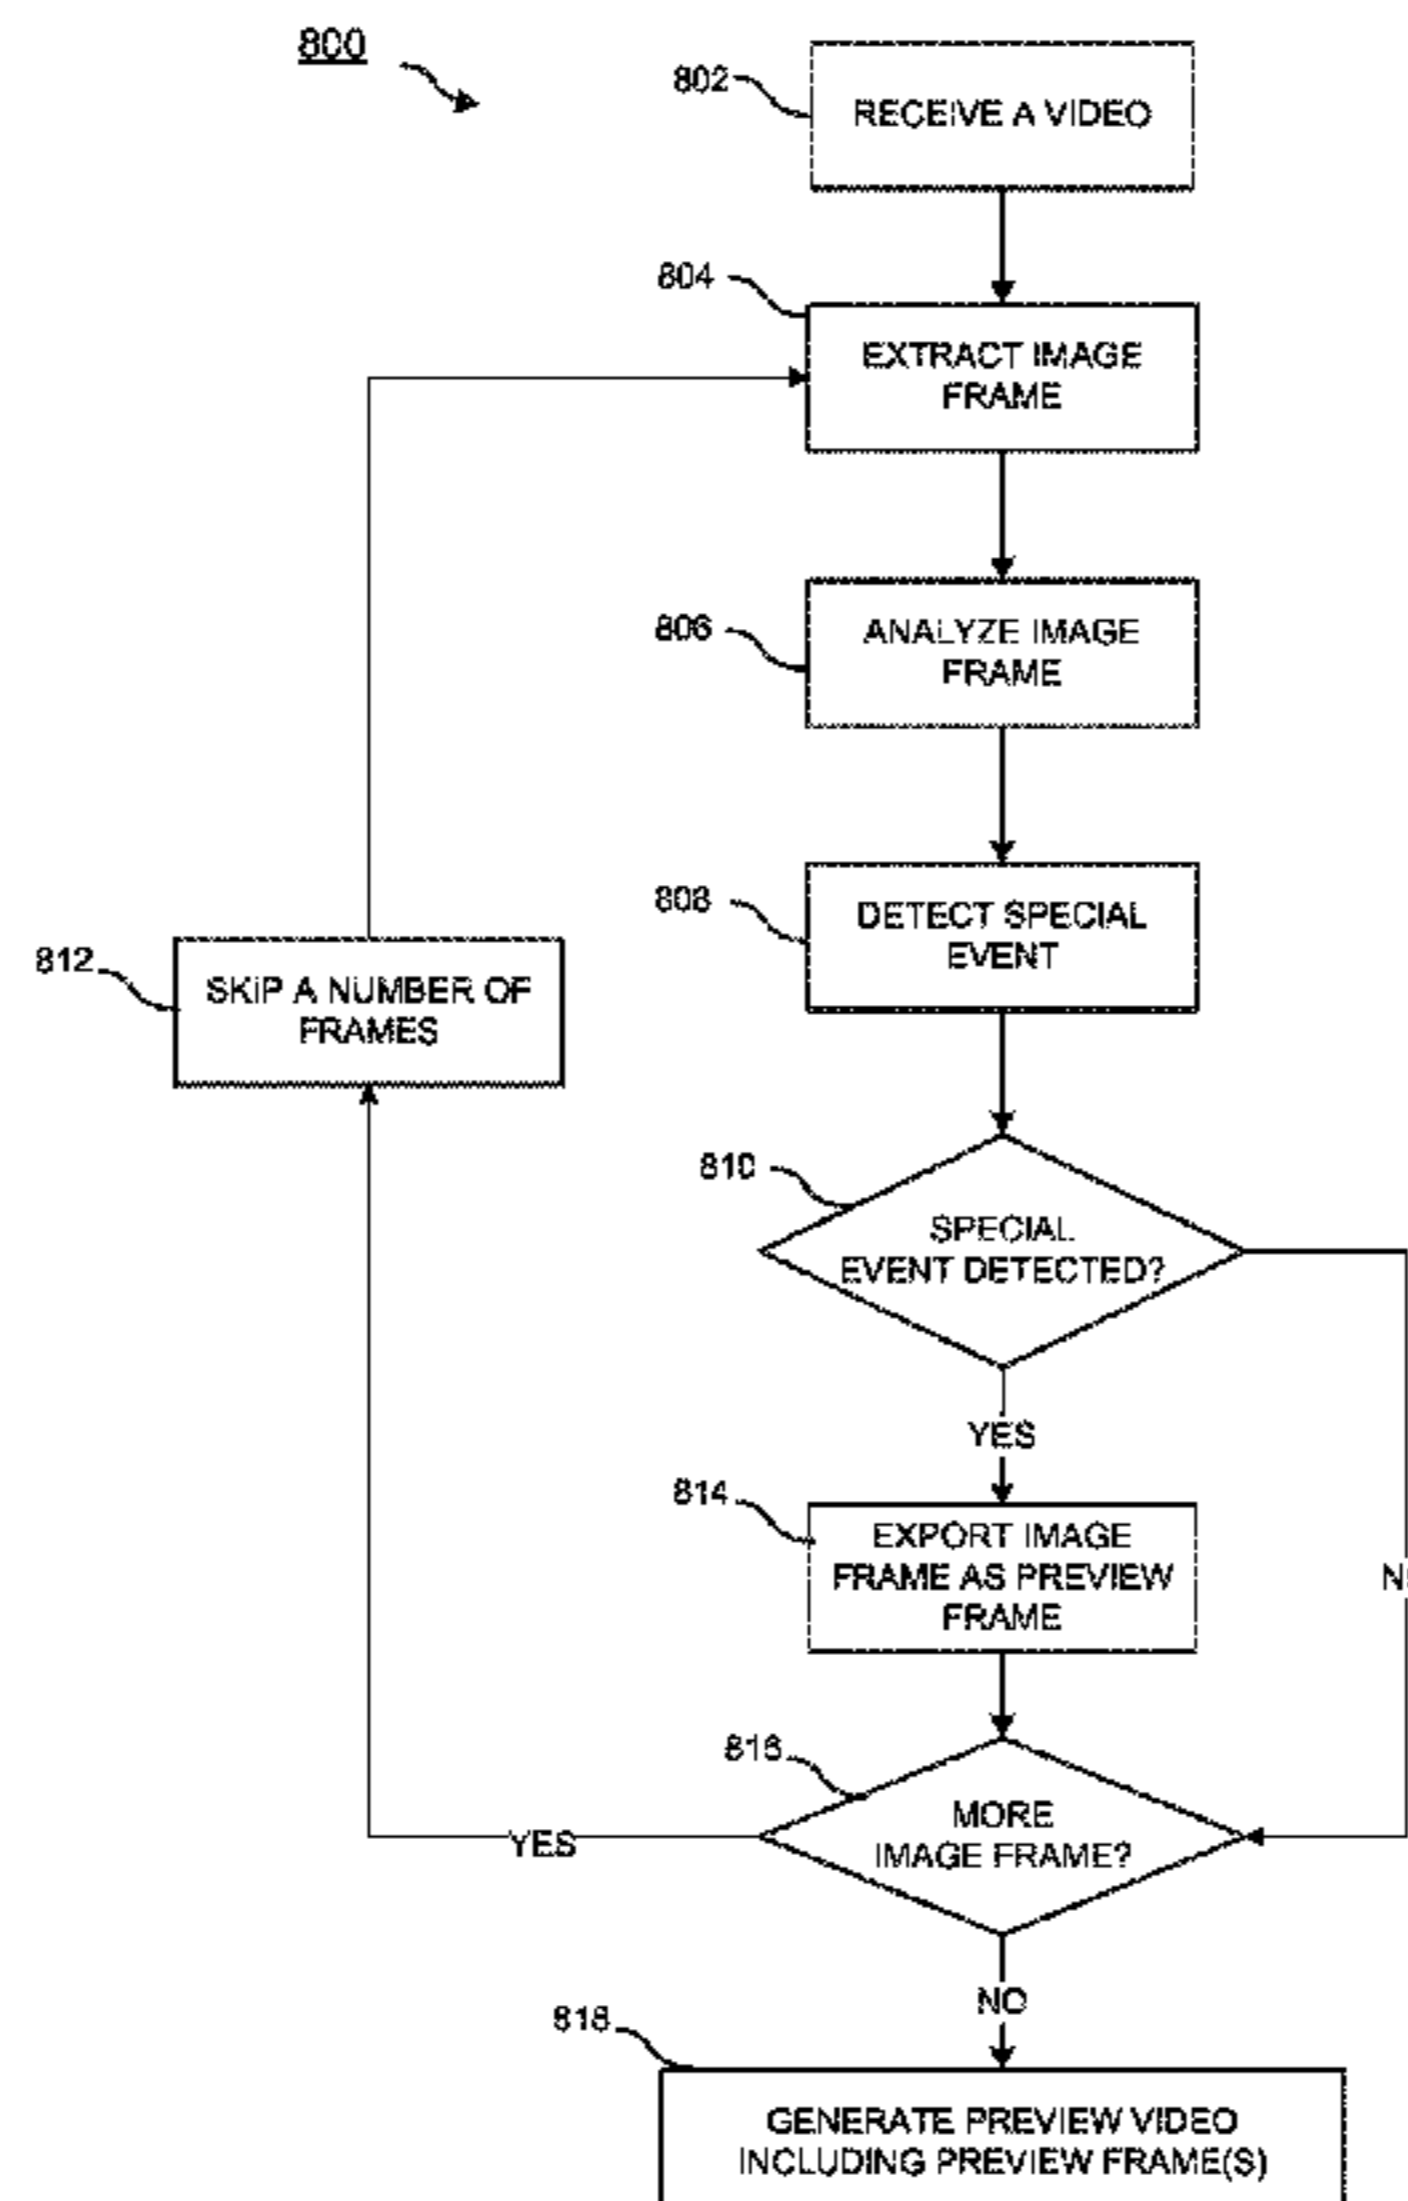 800
802
RECEIVE A VIDEO
804
EXTRACT IMAGE
FRAME
806
ANALYZE IMAGE
FRAME
808
DETECT SPECIAL
EVENT
812
SKIP A NUMBER OF
FRAMES
810
SPECIAL
EVENT DETECTED?
YES
814
EXPORT IMAGE
FRAME AS PREVIEW
FRAME
816
MORE
IMAGE FRAME?
YES
NO
818
GENERATE PREVIEW VIDEO
INCLUDING PREVIEW FRAME(S)